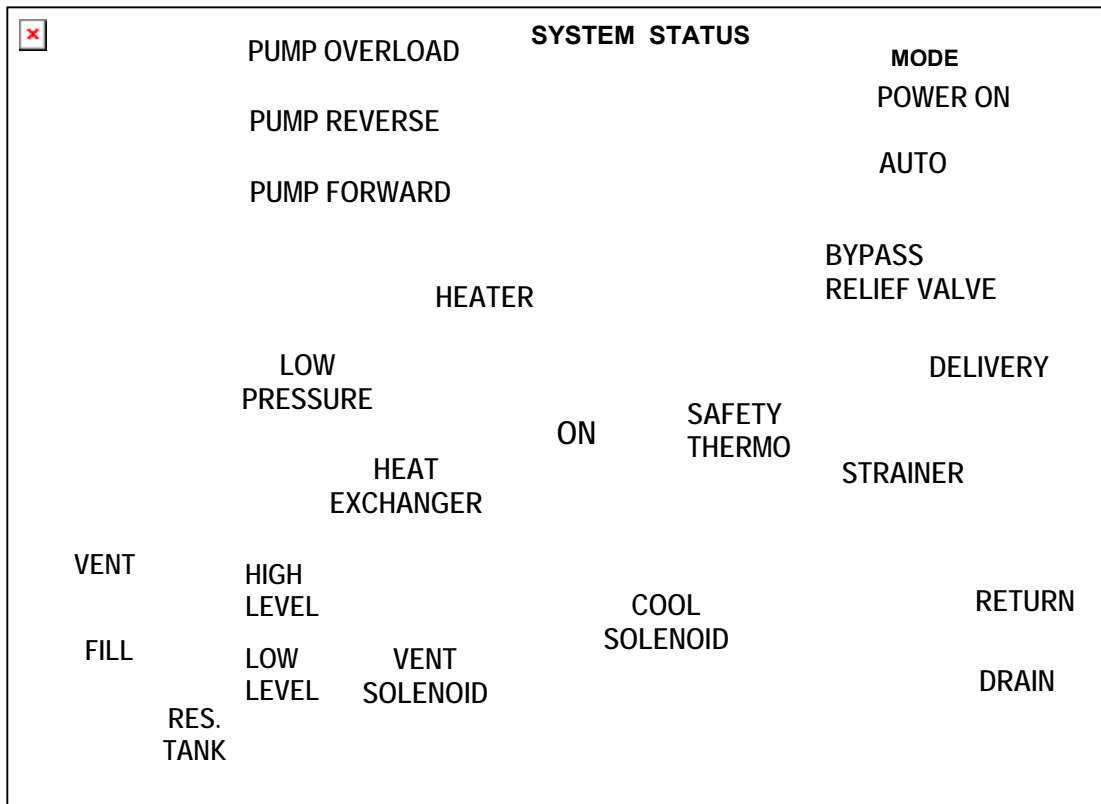 SYSTEM STATUS
PUMP OVERLOAD
MODE
POWER ON
PUMP REVERSE
AUTO
PUMP FORWARD
BYPASS
RELIEF VALVE
HEATER
LOW
PRESSURE
DELIVERY
SAFETY
THERMO
ON
HEAT
EXCHANGER
STRAINER
VENT
HIGH
LEVEL
COOL
SOLENOID
RETURN
FILL
LOW
LEVEL
VENT
SOLENOID
DRAIN
RES.
TANK